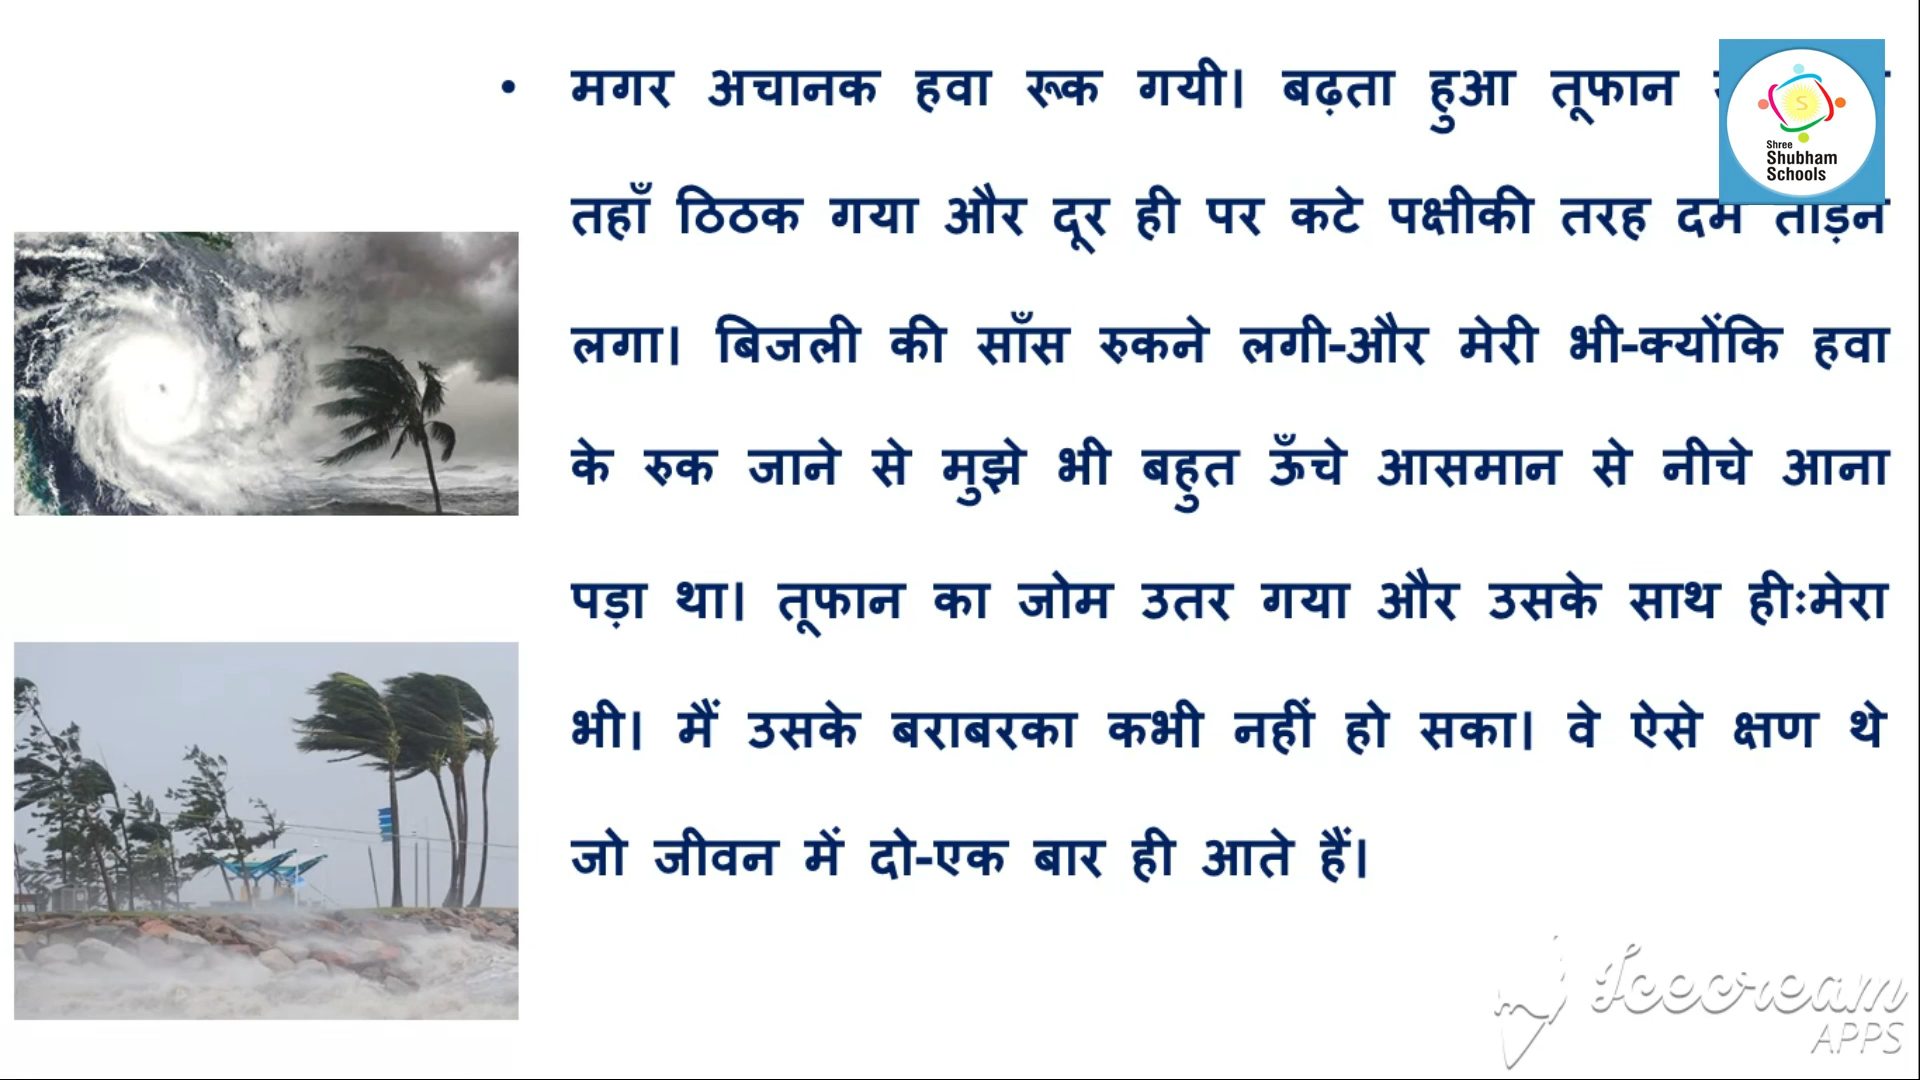 • मगर अचानक हवा रूक गयी। बढ़ता हुआ तूफान
तहाँ ठिठक गया और दूर ही पर कटे पक्षीकी तरह दम तोड़ने
लगा। बिजली की साँस रुकने लगी-और मेरी भी-क्योंकि हवा
के रुक जाने से मुझे भी बहुत ऊँचे आसमान से नीचे आना
पड़ा था। तूफान का जोम उतर गया और उसके साथ हीःमेरा
भी। मैं उसके बराबरका कभी नहीं हो सका। वे ऐसे क्षण थे
जो जीवन में दो-एक बार ही आते हैं।
S
Shree
Shubham
Schools
Icecream
APPS